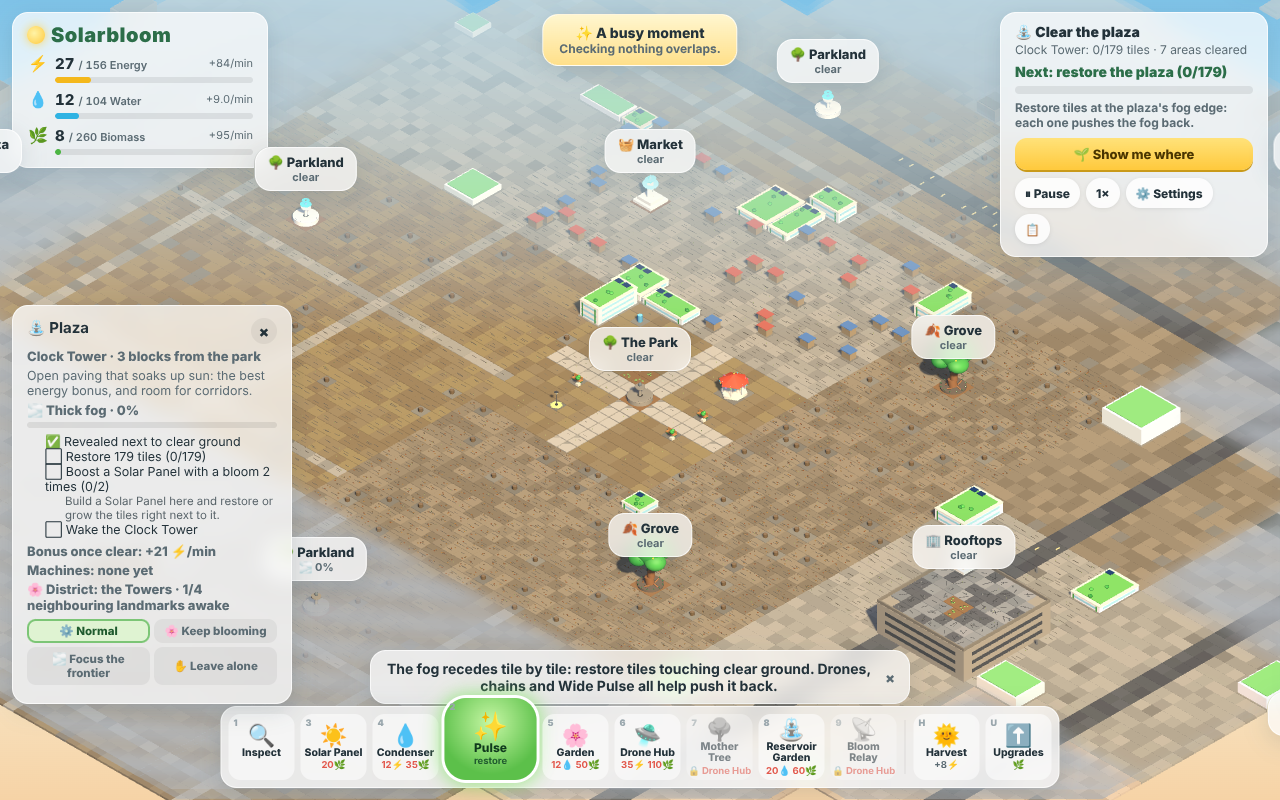 Solarbloom
27 / 156 Energy +84/min
12 / 104 Water +9.0/min
8 / 260 Biomass +95/min
A busy moment
Checking nothing overlaps.
Parkland
clear
Clear the plaza
Clock Tower: 0/179 tiles · 7 areas cleared
Next: restore the plaza (0/179)
Restore tiles at the plaza's fog edge:
each one pushes the fog back.
Show me where
Pause
1×
Settings
Parkland
clear
Market
clear
The Park
clear
Grove
clear
Grove
clear
Rooftops
clear
Parkland
0%
Plaza
Clock Tower · 3 blocks from the park
Open paving that soaks up sun: the best
energy bonus, and room for corridors.
Thick fog · 0%
Revealed next to clear ground
Restore 179 tiles (0/179)
Boost a Solar Panel with a bloom 2
times (0/2)
Build a Solar Panel here and restore or
grow the tiles right next to it.
Wake the Clock Tower
Bonus once clear: +21 ⚡/min
Machines: none yet
District: the Towers · 1/4
neighbouring landmarks awake
Normal
Keep blooming
Focus the
frontier
Leave alone
The fog recedes tile by tile: restore tiles touching clear ground. Drones,
chains and Wide Pulse all help push it back.
1
Inspect
3
Solar Panel
20
4
Condenser
12 35
Pulse
restore
5
Garden
12 50
6
Drone Hub
35 110
7
Mother
Tree
Drone Hub
8
Reservoir
Garden
20 60
9
Bloom
Relay
Drone Hub
H
Harvest
+8
U
Upgrades